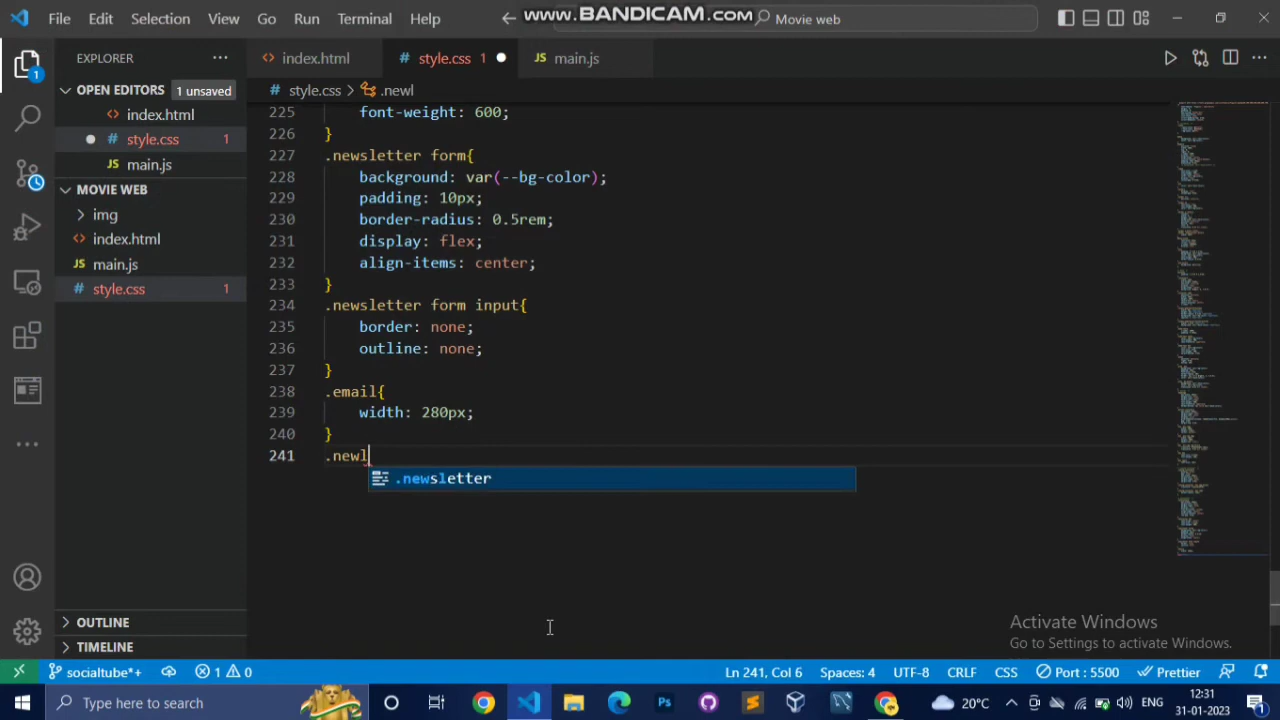 File Edit Selection View Go Run Terminal Help
www.BANDICAM.com
Movie web
EXPLORER
index.html
style.css 1
main.js
OPEN EDITORS 1 unsaved
index.html
style.css 1
main.js
MOVIE WEB
img
index.html
main.js
style.css 1
OUTLINE
TIMELINE
1
style.css > .newl
225 font-weight: 600;
226 }
227 .newsletter form{
228 background: var(--bg-color);
229 padding: 10px;
230 border-radius: 0.5rem;
231 display: flex;
232 align-items: center;
233 }
234 .newsletter form input{
235 border: none;
236 outline: none;
237 }
238 .email{
239 width: 280px;
240 }
241 .newl
.newsletter
Activate Windows
Go to Settings to activate Windows.
socialtube*+ 1 0 Ln 241, Col 6 Spaces: 4 UTF-8 CRLF CSS Port : 5500 Prettier
Type here to search
Ps
20°C
ENG
12:31
31-01-2023
1